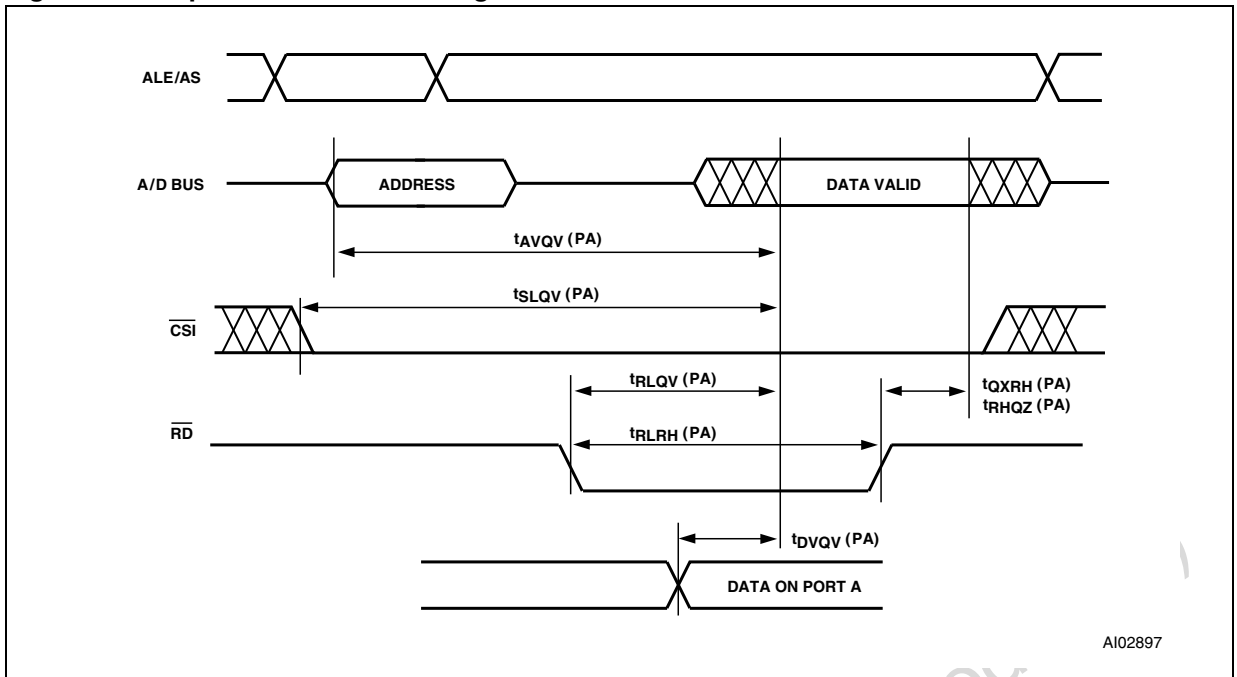 ALE/AS
A/D BUS
ADDRESS
DATA VALID
tAVQV (PA)
tSLQV (PA)
CSI
tRLQV (PA)
tQXRH (PA)
tRHQZ (PA)
RD
tRLRH (PA)
tDVQV (PA)
DATA ON PORT A
AI02897